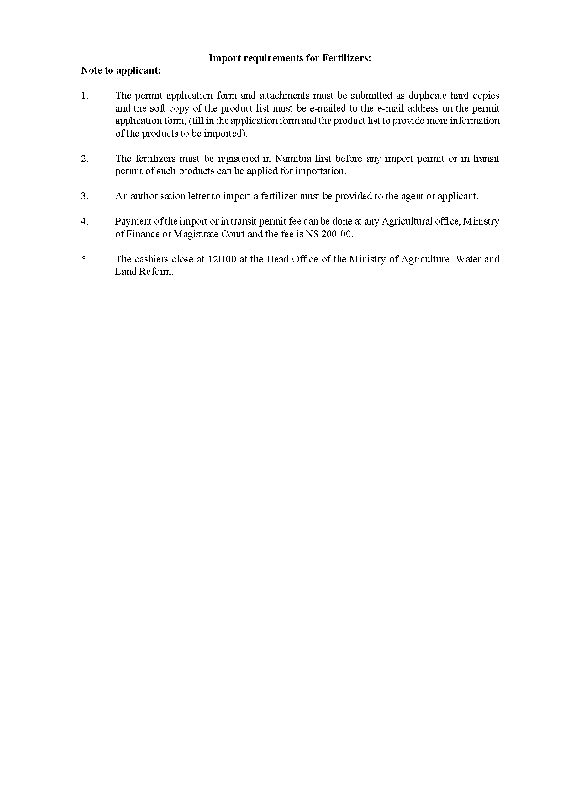 Import requirements for Fertilizers:
Note to applicant:
1. The permit application form and attachments must be submitted as duplicate hard copies
and the soft copy of the product list must be e-mailed to the e-mail address on the permit
application form, (fill in the application form and the product list to provide more information
of the products to be imported).
2. The fertilizers must be registered in Namibia first before any import permit or in transit
permit of such products can be applied for importation.
3. An authorisation letter to import a fertilizer must be provided to the agent or applicant.
4. Payment of the import or in transit permit fee can be done at any Agricultural office, Ministry
of Finance or Magistrate Court and the fee is N$ 200-00.
* The cashiers close at 12H00 at the Head Office of the Ministry of Agriculture, Water and
Land Reform.